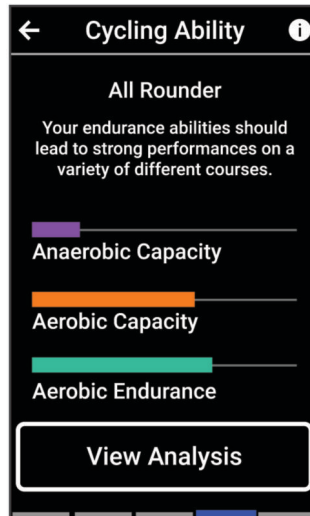 Cycling Ability
All Rounder
Your endurance abilities should
lead to strong performances on a
variety of different courses.
Anaerobic Capacity
Aerobic Capacity
Aerobic Endurance
View Analysis